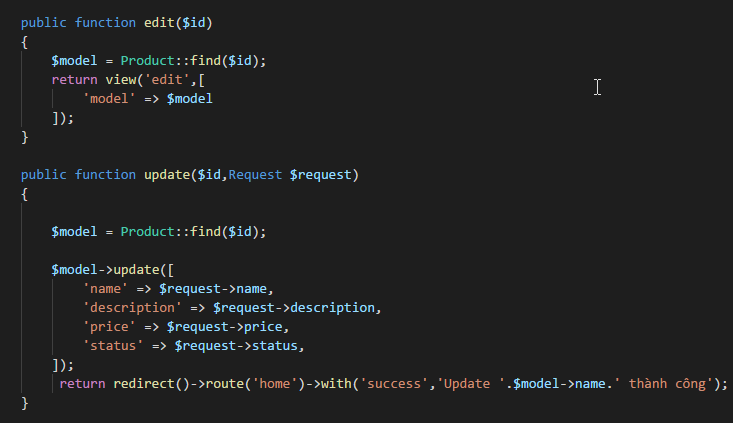 public function edit($id)
{
    $model = Product::find($id);
    return view('edit',[
        'model' => $model
    ]);
}

public function update($id,Request $request)
{

    $model = Product::find($id);

    $model->update([
        'name' => $request->name,
        'description' => $request->description,
        'price' => $request->price,
        'status' => $request->status,
    ]);
     return redirect()->route('home')->with('success','Update '.$model->name.' thành công');
}